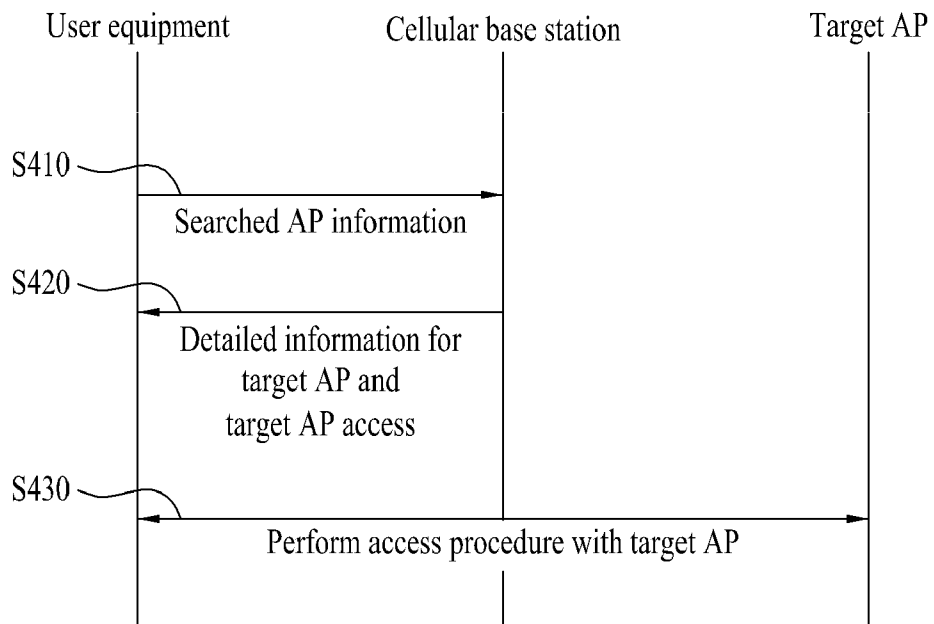 User equipment
Cellular base station
Target AP
S410
Searched AP information
S420
Detailed information for
target AP and
target AP access
S430
Perform access procedure with target AP